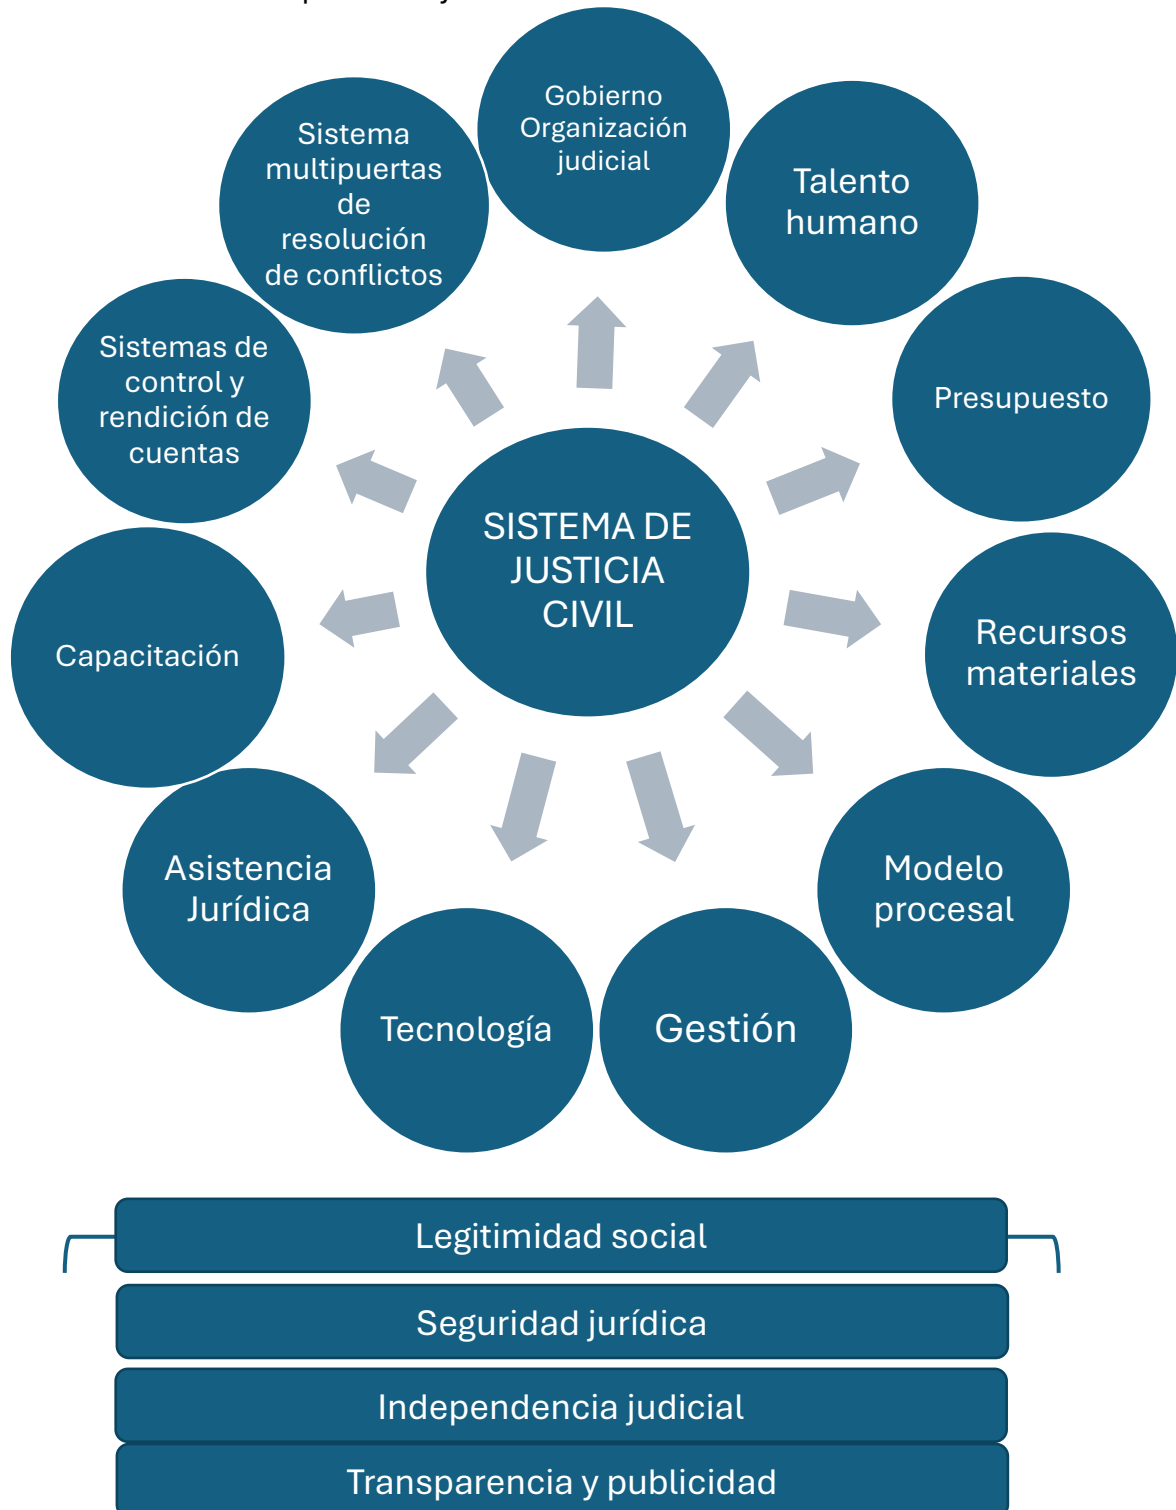 Gobierno
Organización
judicial
Talento
humano
Presupuesto
Recursos
materiales
Modelo
procesal
Gestión
Tecnología
Asistencia
Jurídica
Capacitación
Sistemas de
control y
rendición de
cuentas
Sistema
multipuertas
de
resolución
de conflictos
SISTEMA DE
JUSTICIA
CIVIL
Legitimidad social
Seguridad jurídica
Independencia judicial
Transparencia y publicidad